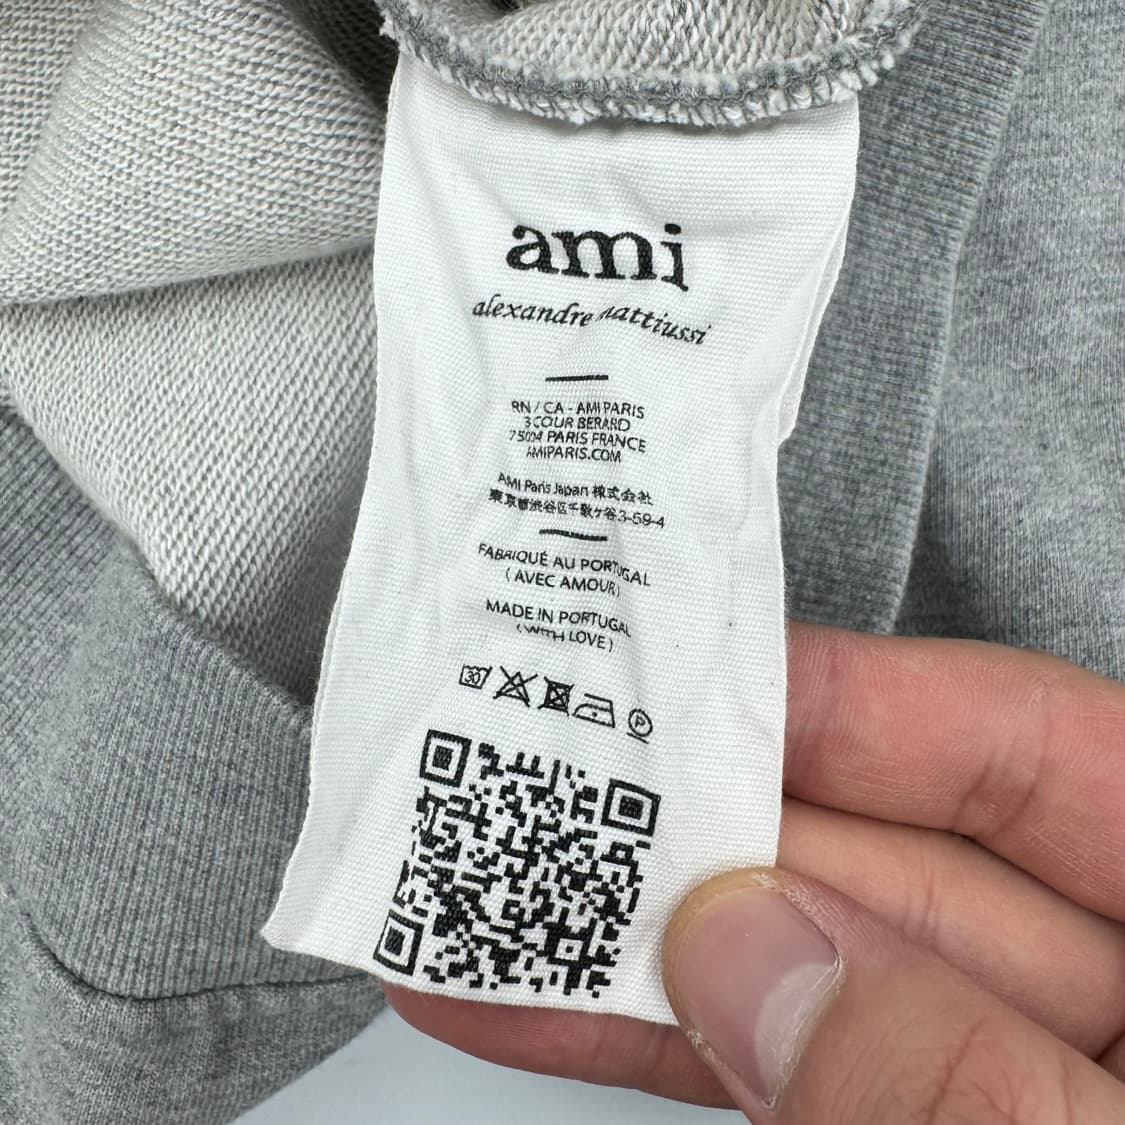 ami
alexandre mattiussi
RN / CA - AMI PARIS
3 COUR BERARD
75004 PARIS FRANCE
AMIPARIS.COM
AMI Paris Japan 株式会社
東京都渋谷区千駄ヶ谷3-59-4
FABRIQUÉ AU PORTUGAL
( AVEC AMOUR )
MADE IN PORTUGAL
( WITH LOVE )
30
P